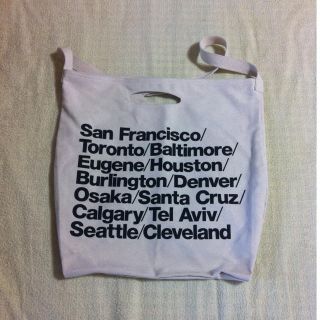 San Francisco/
Toronto/Baltimore/
Eugene/Houston/
Burlington/Denver/
Osaka/Santa Cruz/
Calgary/Tel Aviv/
Seattle/Cleveland